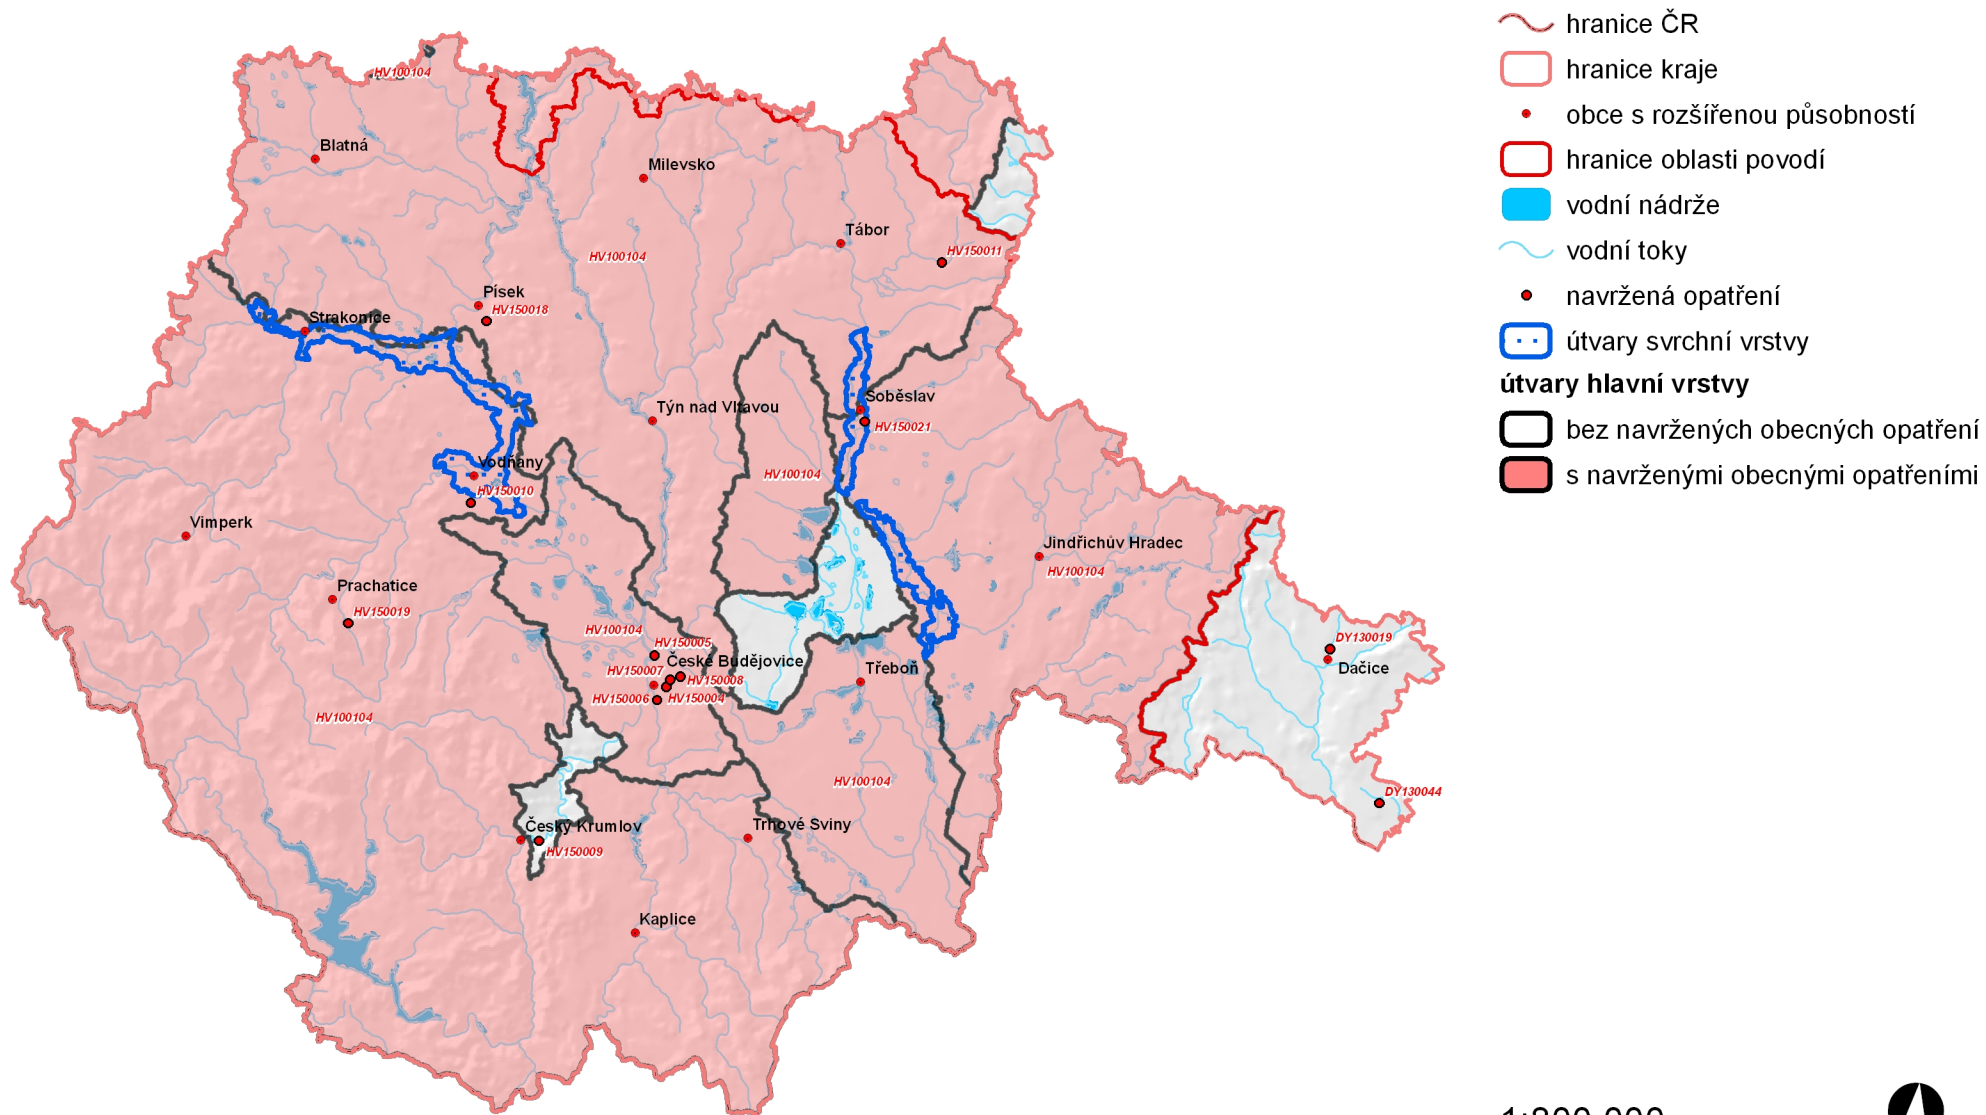 hranice ČR
hranice kraje
obce s rozšířenou působností
hranice oblasti povodí
vodní nádrže
vodní toky
navržená opatření
útvary svrchní vrstvy
útvary hlavní vrstvy
bez navržených obecných opatření
s navrženými obecnými opatřeními
HV100104
Blatná
Milevsko
Tábor
HV150011
HV100104
Písek
HV150018
Strakonice
Soběslav
HV150021
Týn nad Vltavou
Vodňany
HV150010
HV100104
Vimperk
Jindřichův Hradec
HV100104
Prachatice
HV150019
HV100104
HV150005
České Budějovice
HV150007
HV150008
HV150006
HV150004
Třeboň
DY130019
Dačice
HV100104
HV100104
DY130044
Český Krumlov
HV150009
Trhové Sviny
Kaplice
1:800 000